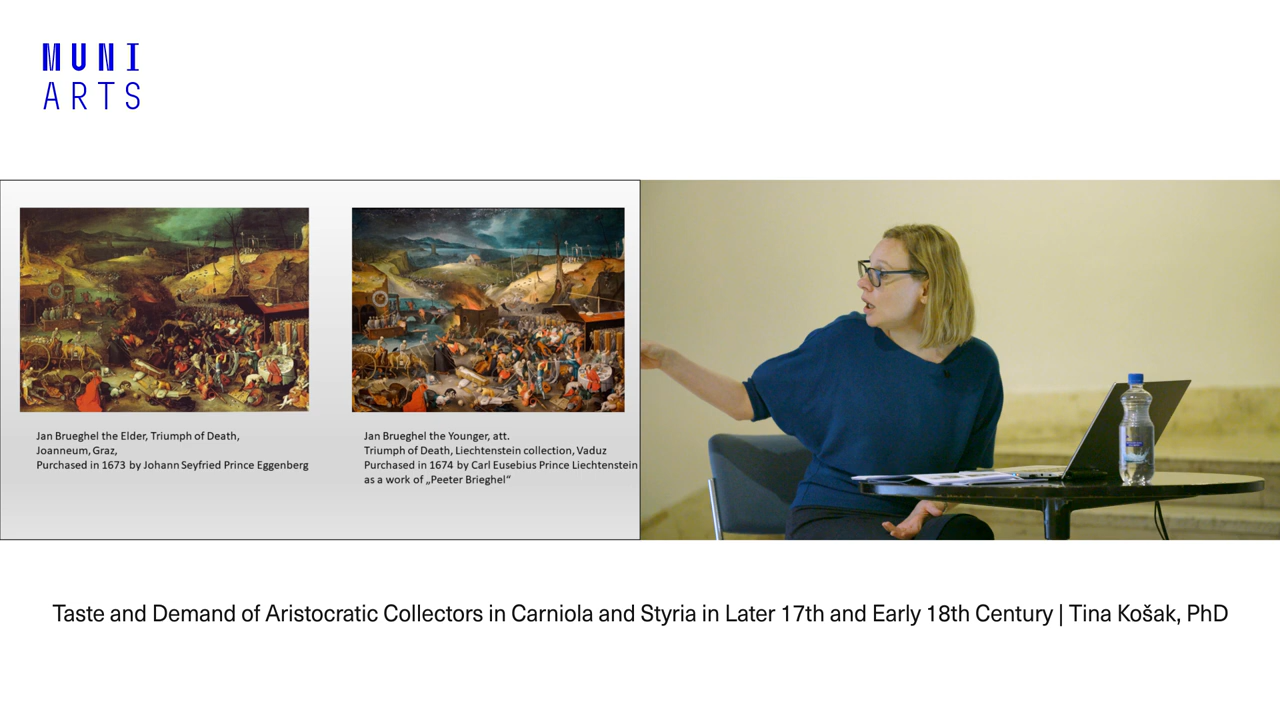 MUNI
ARTS
Jan Brueghel the Elder, Triumph of Death,
Joanneum, Graz,
Purchased in 1673 by Johann Seyfried Prince Eggenberg
Jan Brueghel the Younger, att.
Triumph of Death, Liechtenstein collection, Vaduz
Purchased in 1674 by Carl Eusebius Prince Liechtenstein
as a work of „Peeter Brieghel“
Taste and Demand of Aristocratic Collectors in Carniola and Styria in Later 17th and Early 18th Century | Tina Košak, PhD